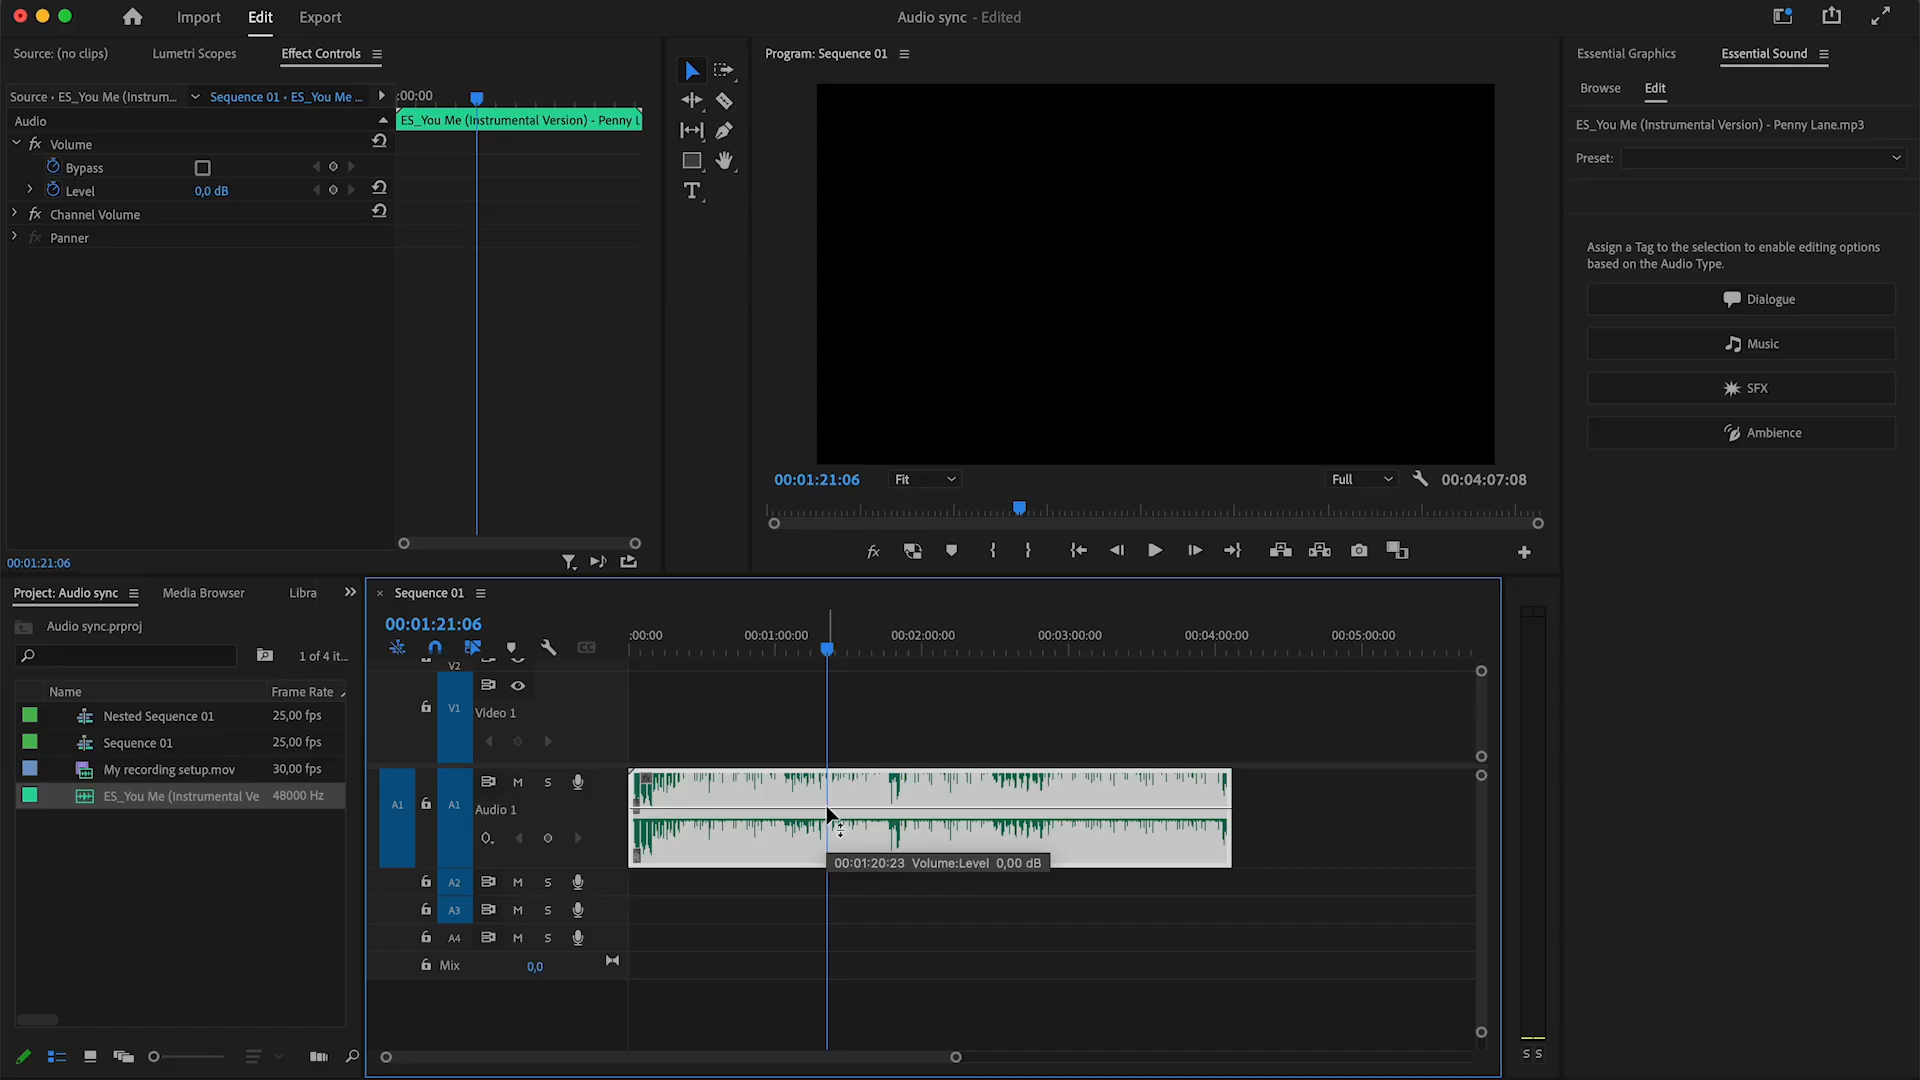 Import
Edit
Export
Audio sync - Edited
Source: (no clips)
Lumetri Scopes
Effect Controls
Program: Sequence 01
Essential Graphics
Essential Sound
Browse
Edit
Source • ES_You Me (Instrum...
Sequence 01 • ES_You Me ...
:00:00
ES_You Me (Instrumental Version) - Penny L
Audio
fx Volume
Bypass
Level
0,0 dB
fx Channel Volume
fx Panner
ES_You Me (Instrumental Version) - Penny Lane.mp3
Preset:
Assign a Tag to the selection to enable editing options
based on the Audio Type.
Dialogue
Music
SFX
Ambience
T
00:01:21:06
Fit
Full
00:04:07:08
fx
00:01:21:06
Project: Audio sync
Media Browser
Libra
Audio sync.prproj
1 of 4 it...
Name
Frame Rate
Nested Sequence 01
25,00 fps
Sequence 01
25,00 fps
My recording setup.mov
30,00 fps
ES_You Me (Instrumental Ve
48000 Hz
Sequence 01
00:01:21:06
CC
:00:00
00:01:00:00
00:02:00:00
00:03:00:00
00:04:00:00
00:05:00:00
V2
V1
Video 1
A1
A1
M
S
Audio 1
00:01:20:23 Volume:Level 0,00 dB
A2
M
S
A3
M
S
A4
M
S
Mix
0,0
S S